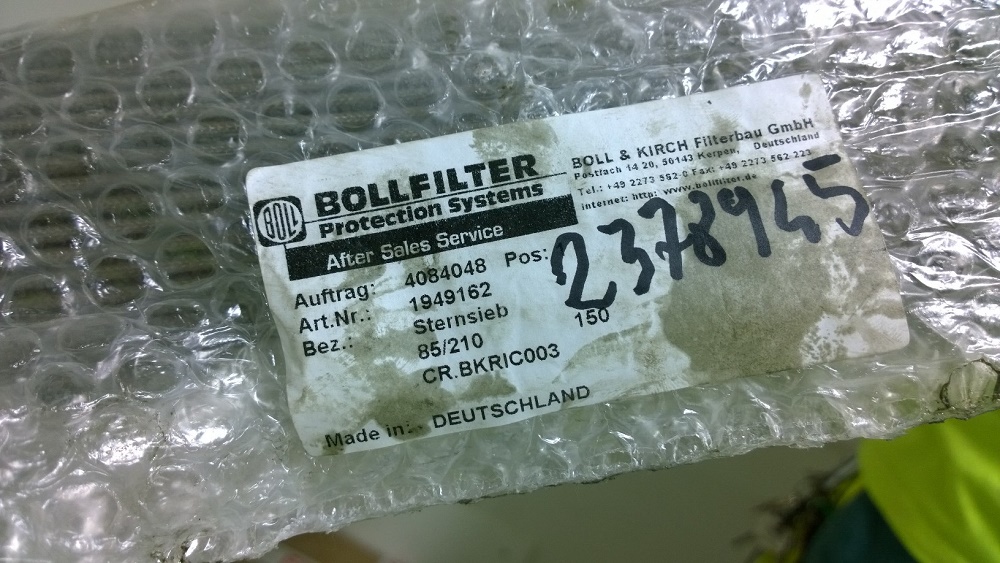 BOLL
BOLLFILTER
Protection Systems
After Sales Service
BOLL & KIRCH Filterbau GmbH
Postfach 14 20, 50143 Kerpen, Deutschland
Tel.: +49 2273 562-0 Fax: +49 2273 562-223
internet: http: www.bollfilter.de
Auftrag: 4084048 Pos:
2378945
Art.Nr.: 1949162
Bez.: Sternsieb
85/210 150
CR.BKRIC003
Made in: DEUTSCHLAND